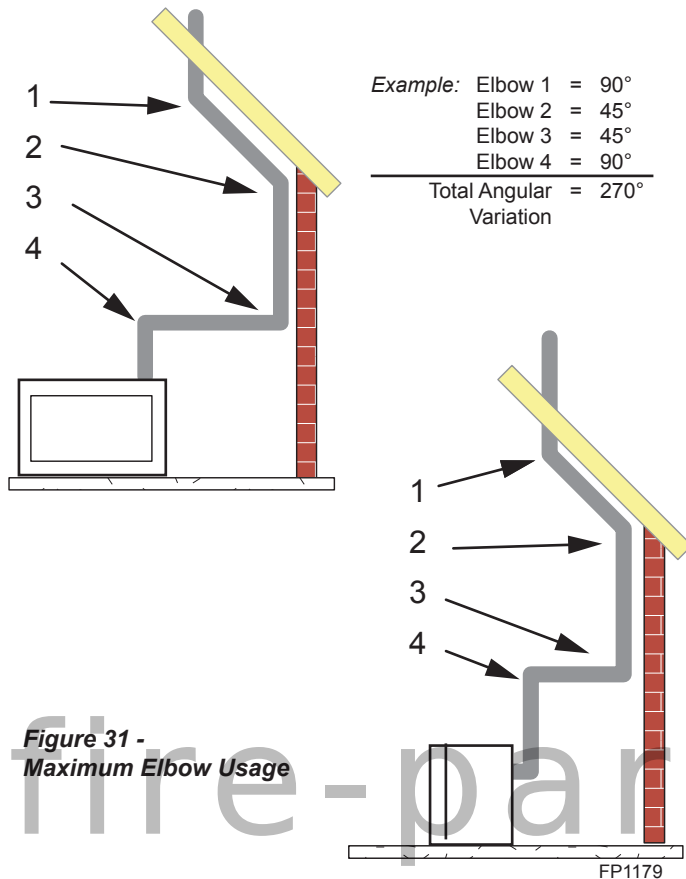 1
2
3
4
Example: Elbow 1 = 90°
Elbow 2 = 45°
Elbow 3 = 45°
Elbow 4 = 90°
Total Angular = 270°
Variation
1
2
3
4
Figure 31 -
Maximum Elbow Usage
fire-par
FP1179